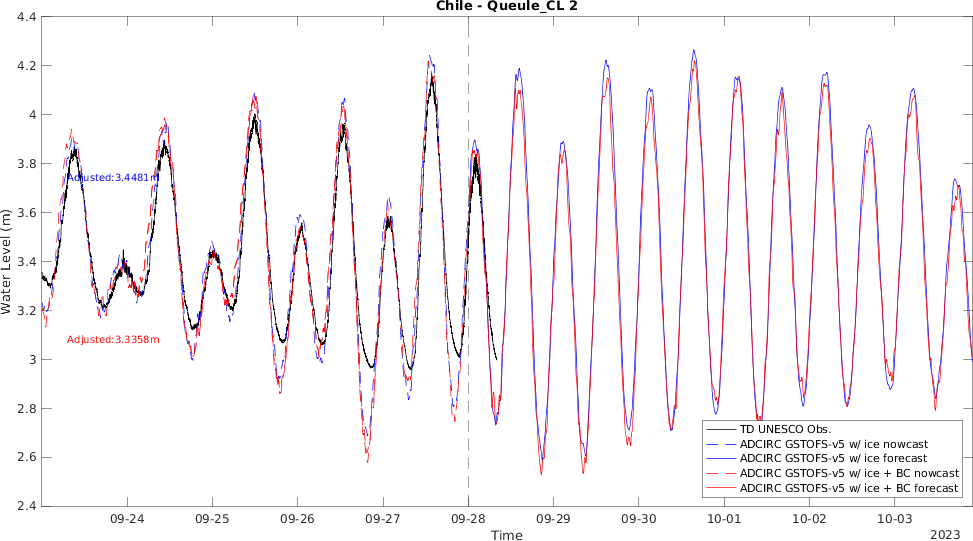 Chile - Queule_CL 2
Water Level (m)
4.4
4.2
4
3.8
3.6
3.4
3.2
3
2.8
2.6
2.4
Adjusted:3.4481m
Adjusted:3.3358m
TD UNESCO Obs.
ADCIRC GSTOFS-v5 w/ ice nowcast
ADCIRC GSTOFS-v5 w/ ice forecast
ADCIRC GSTOFS-v5 w/ ice + BC nowcast
ADCIRC GSTOFS-v5 w/ ice + BC forecast
09-24 09-25 09-26 09-27 09-28 09-29 09-30 10-01 10-02 10-03
Time
2023